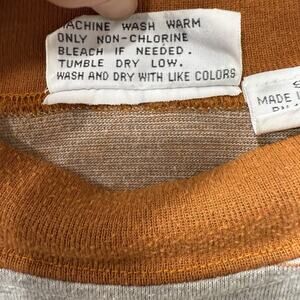 MACHINE WASH WARM
ONLY NON-CHLORINE
BLEACH IF NEEDED.
TUMBLE DRY LOW.
WASH AND DRY WITH LIKE COLORS
MADE